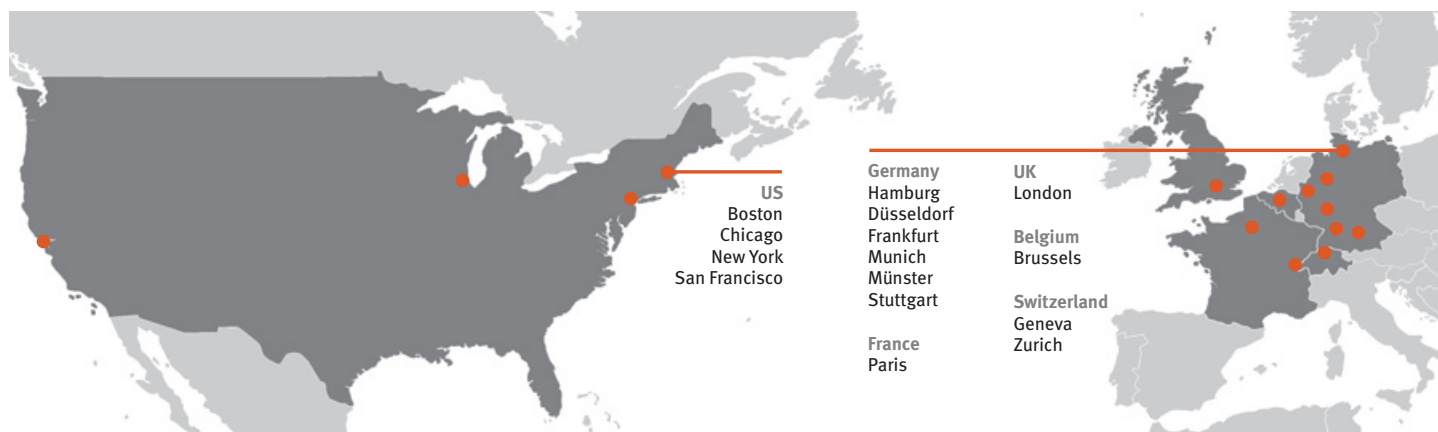 US
Boston
Chicago
New York
San Francisco
Germany
Hamburg
Düsseldorf
Frankfurt
Munich
Münster
Stuttgart
France
Paris
UK
London
Belgium
Brussels
Switzerland
Geneva
Zurich